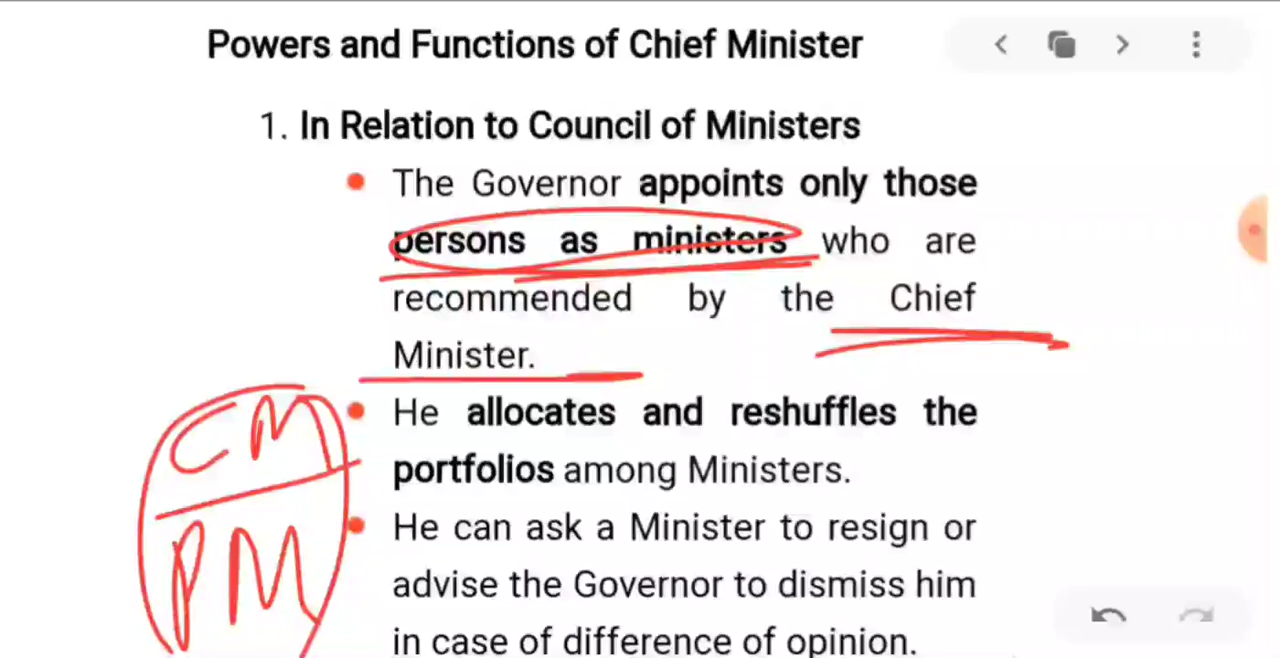 Powers and Functions of Chief Minister
1. In Relation to Council of Ministers
The Governor appoints only those
persons as ministers who are
recommended by the Chief
Minister.
He allocates and reshuffles the
portfolios among Ministers.
He can ask a Minister to resign or
advise the Governor to dismiss him
in case of difference of opinion.
CM
PM